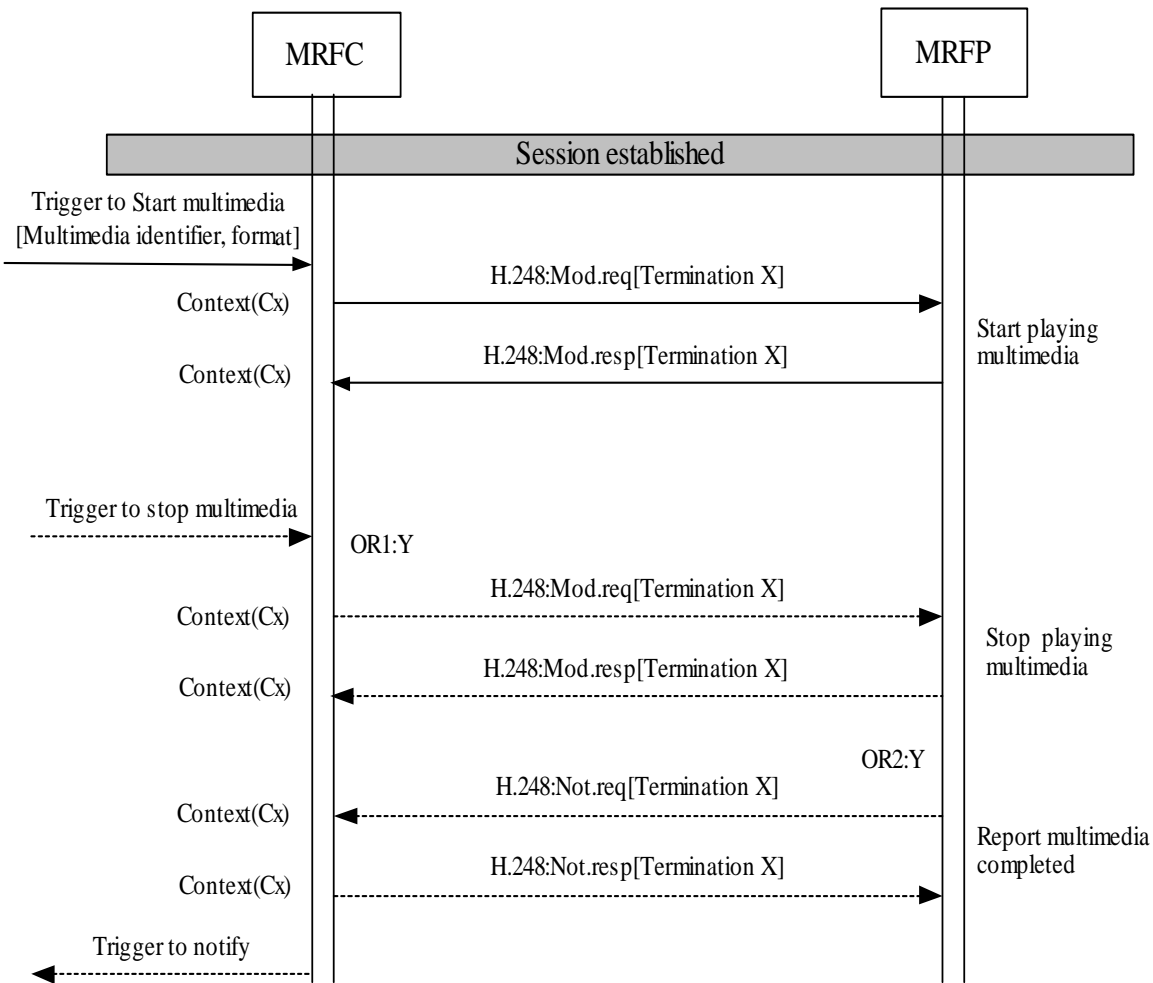 MRFC
MRFP
Session established
Trigger to Start multimedia
[Multimedia identifier, format]
H.248:Mod.req[Termination X]
Context(Cx)
Start playing
multimedia
H.248:Mod.resp[Termination X]
Context(Cx)
Trigger to stop multimedia
OR1:Y
H.248:Mod.req[Termination X]
Context(Cx)
Stop playing
multimedia
H.248:Mod.resp[Termination X]
Context(Cx)
OR2:Y
H.248:Not.req[Termination X]
Context(Cx)
Report multimedia
completed
H.248:Not.resp[Termination X]
Context(Cx)
Trigger to notify